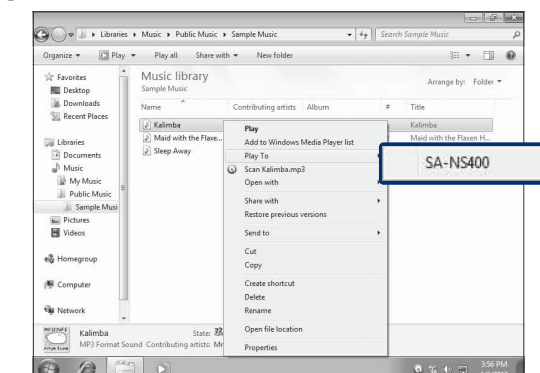 Libraries ▸ Music ▸ Public Music ▸ Sample Music
Search Sample Music
Organize ▾ Play ▾ Play all Share with ▾ New folder
Favorites
Desktop
Downloads
Recent Places
Libraries
Documents
Music
My Music
Public Music
Sample Musi
Pictures
Videos
Homegroup
Computer
Network
Music library
Sample Music
Arrange by: Folder ▾
Name Contributing artists Album # Title
Kalimba Kalimba
Maid with the Flaxe... Maid with the Flaxen H...
Sleep Away
Play
Add to Windows Media Player list
Play To
SA-NS400
Scan Kalimba.mp3
Open with
Share with
Restore previous versions
Send to
Cut
Copy
Create shortcut
Delete
Rename
Open file location
Properties
Kalimba State:
MP3 Format Sound Contributing artists: Mr
3:56 PM